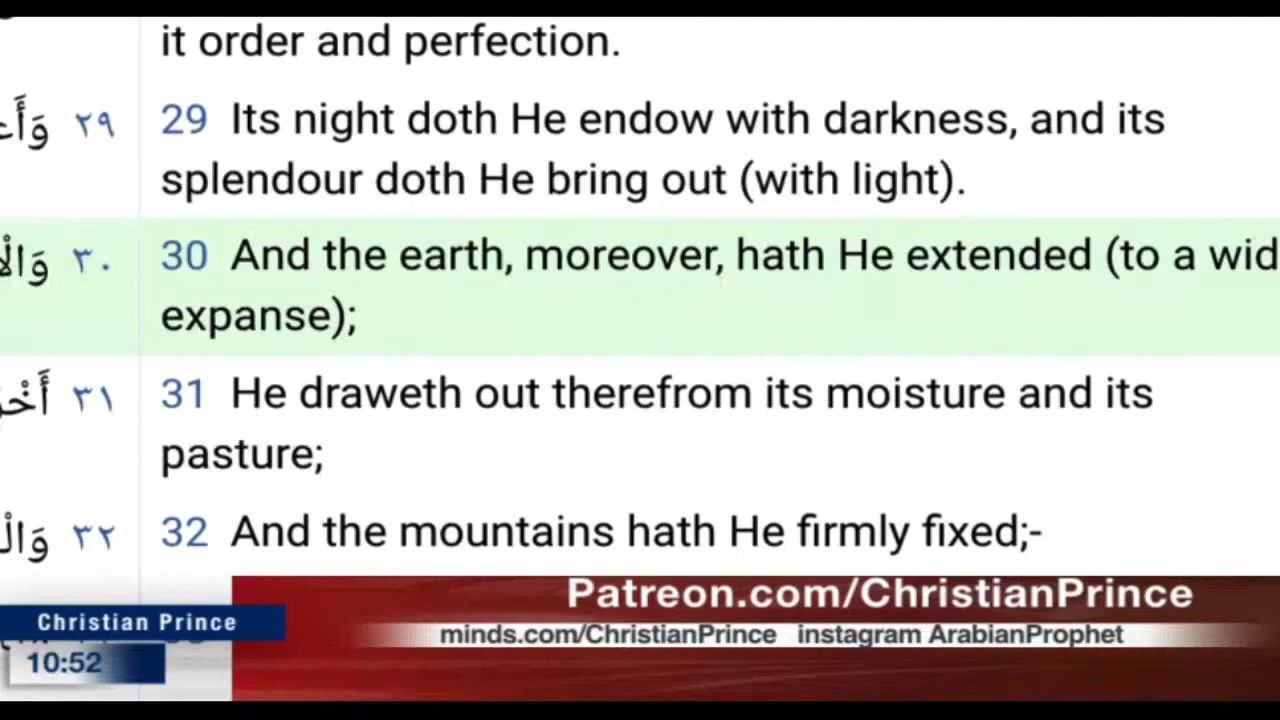 it order and perfection.
٢٩ 29 Its night doth He endow with darkness, and its
splendour doth He bring out (with light).
٣٠ 30 And the earth, moreover, hath He extended (to a wid
expanse);
٣١ 31 He draweth out therefrom its moisture and its
pasture;
٣٢ 32 And the mountains hath He firmly fixed;-
Patreon.com/ChristianPrince
Christian Prince
minds.com/ChristianPrince instagram ArabianProphet
10:52